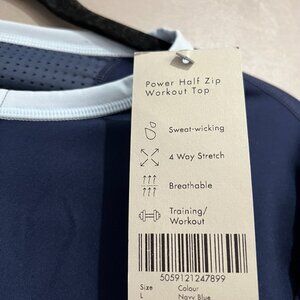 Power Half Zip
Workout Top
Sweat-wicking
4 Way Stretch
Breathable
Training/
Workout
5059121247899
Size Colour
L Navy Blue